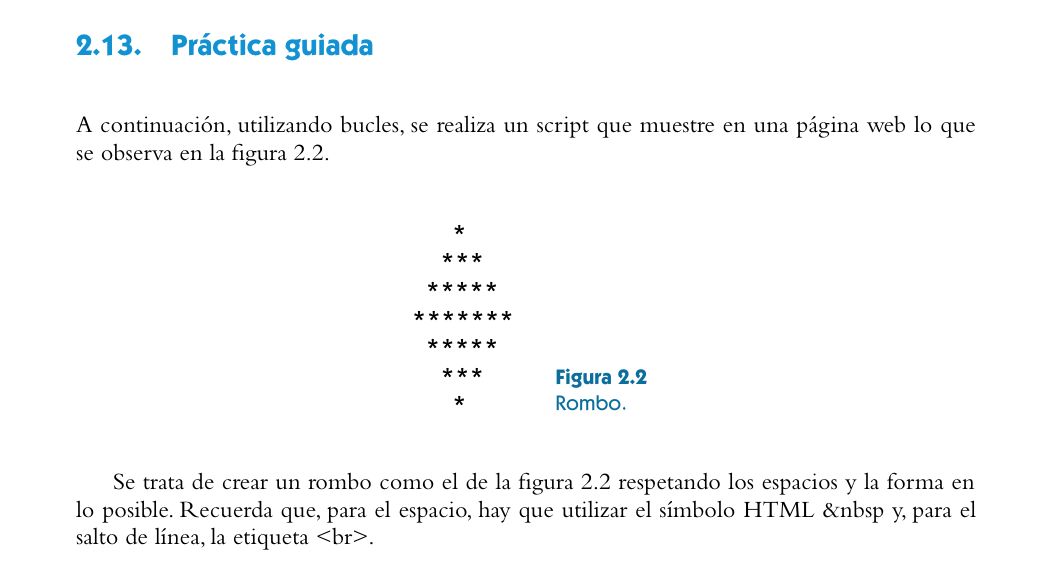 2.13. Práctica guiada
A continuación, utilizando bucles, se realiza un script que muestre en una página web lo que
se observa en la figura 2.2.
*
***
*****
*******
*****
***
*
Figura 2.2
Rombo.
Se trata de crear un rombo como el de la figura 2.2 respetando los espacios y la forma en
lo posible. Recuerda que, para el espacio, hay que utilizar el símbolo HTML &nbsp y, para el
salto de línea, la etiqueta <br>.